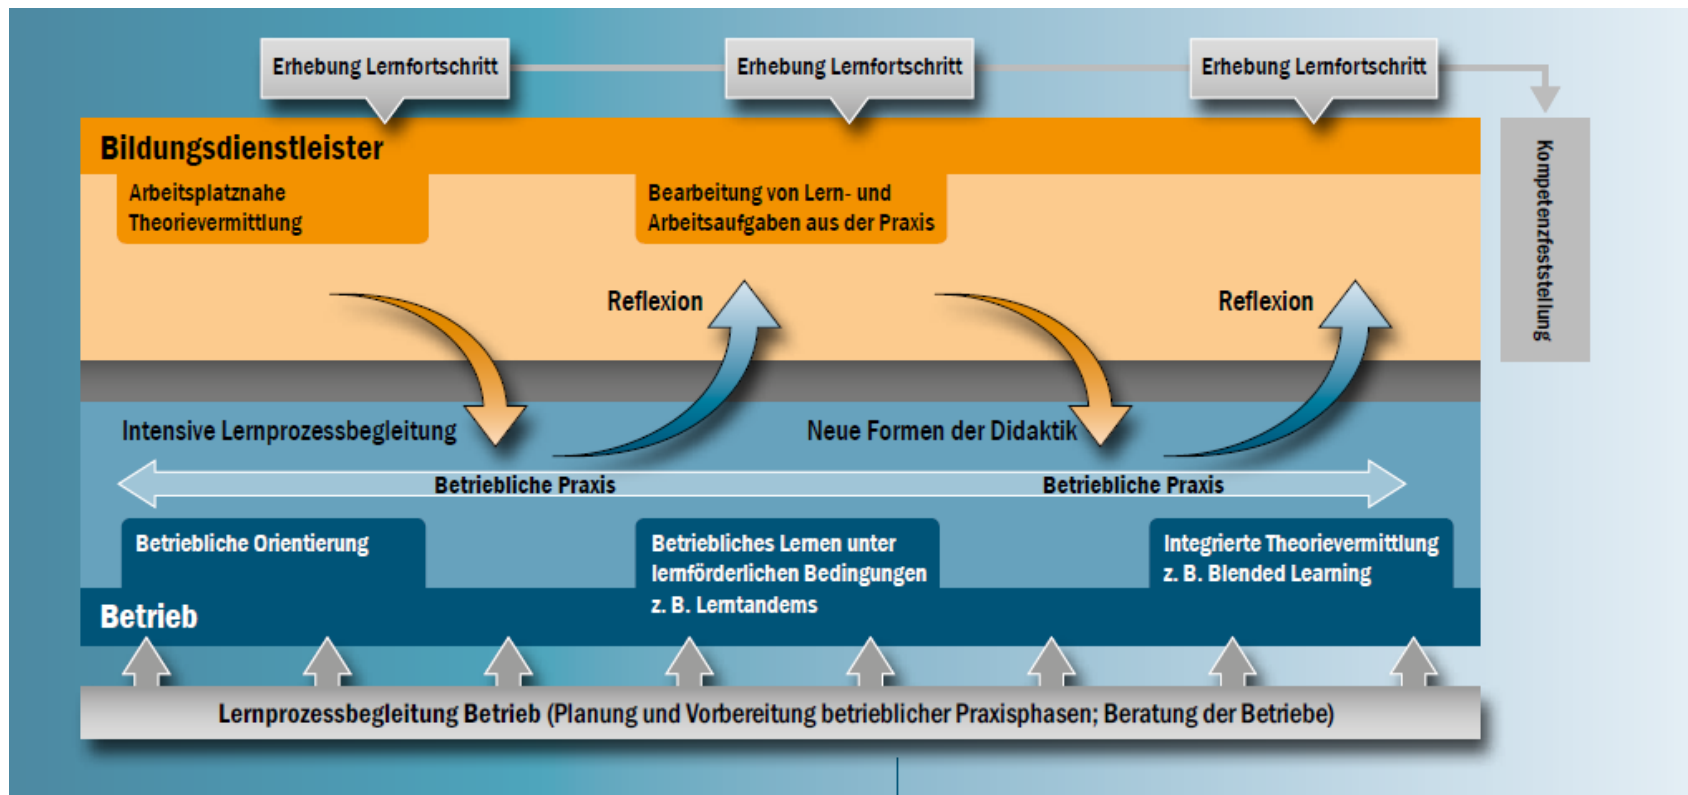 Erhebung Lernfortschritt
Erhebung Lernfortschritt
Erhebung Lernfortschritt
Bildungsdienstleister
Arbeitsplatznahe
Theorievermittlung
Bearbeitung von Lern- und
Arbeitsaufgaben aus der Praxis
Kompetenzfeststellung
Reflexion
Reflexion
Intensive Lernprozessbegleitung
Neue Formen der Didaktik
Betriebliche Praxis
Betriebliche Praxis
Betriebliche Orientierung
Betriebliches Lernen unter
lernförderlichen Bedingungen
z. B. Lerntandems
Integrierte Theorievermittlung
z. B. Blended Learning
Betrieb
Lernprozessbegleitung Betrieb (Planung und Vorbereitung betrieblicher Praxisphasen; Beratung der Betriebe)